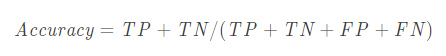 Accuracy = TP + TN/(TP + TN + FP + FN)